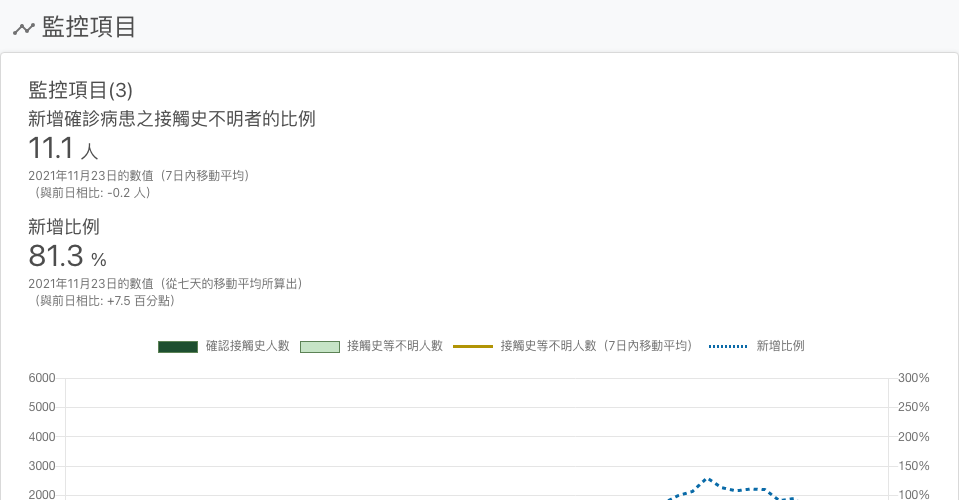 監控項目
監控項目(3)
新增確診病患之接觸史不明者的比例
11.1 人
2021年11月23日的數值（7日內移動平均）
（與前日相比: -0.2 人）
新增比例
81.3 %
2021年11月23日的數值（從七天的移動平均所算出）
（與前日相比: +7.5 百分點）
確認接觸史人數 接觸史等不明人數 接觸史等不明人數（7日內移動平均） 新增比例
6000 300%
5000 250%
4000 200%
3000 150%
2000 100%